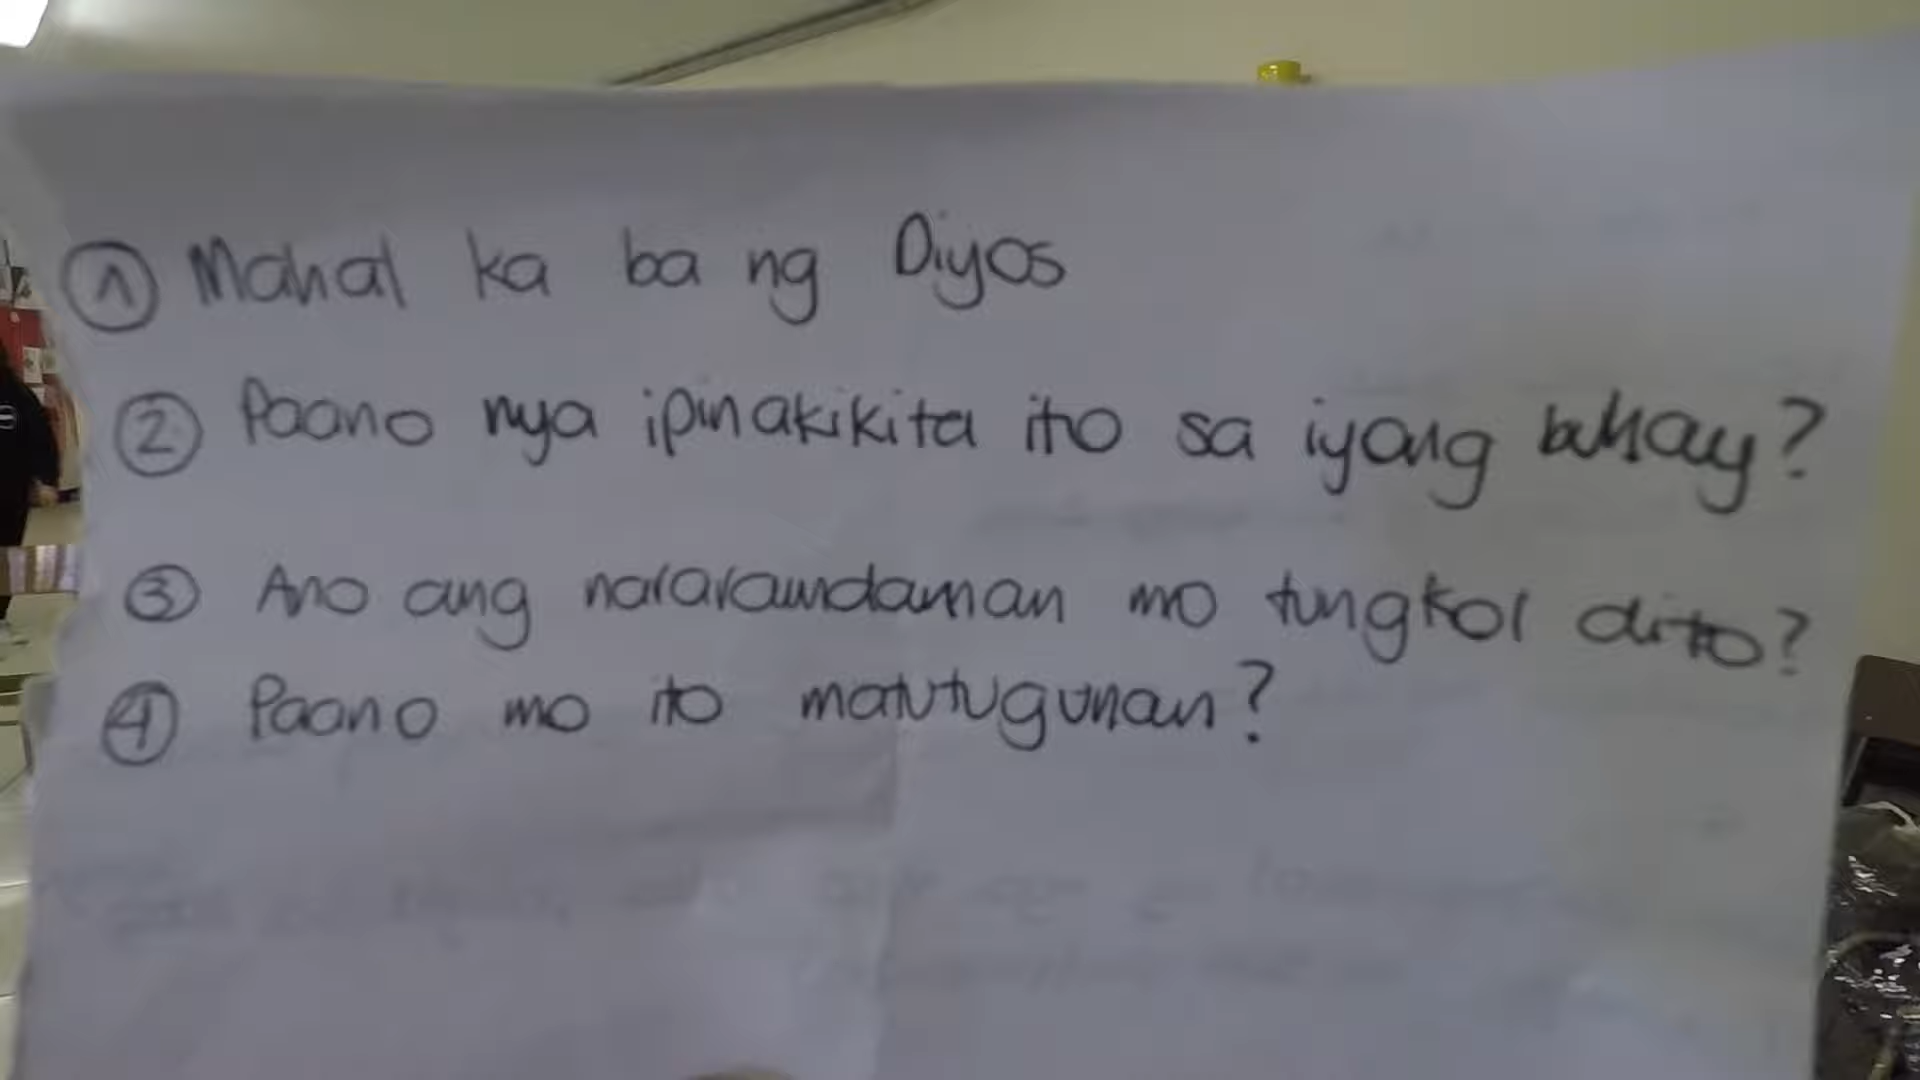 ① Mahal ka ba ng Diyos
② Paano nya ipinakikita ito sa iyong buhay?
③ Ano ang nararamdaman mo tungkol dito?
④ Paano mo ito matutugunan?